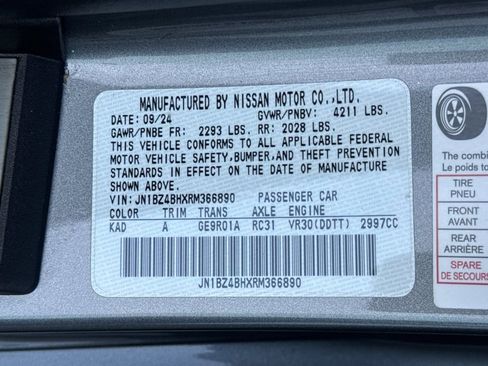 MANUFACTURED BY NISSAN MOTOR CO.,LTD.
DATE: 09/24 GVWR/PNBV: 4211 LBS.
GAWR/PNBE FR: 2293 LBS. RR: 2028 LBS.
THIS VEHICLE CONFORMS TO ALL APPLICABLE FEDERAL
MOTOR VEHICLE SAFETY,BUMPER,AND THEFT PREVENTION
STANDARDS IN EFFECT ON THE DATE OF MANUFACTURE
SHOWN ABOVE.
VIN: JN1BZ4BHXRM366890 PASSENGER CAR
COLOR TRIM TRANS AXLE ENGINE
KAD A GE9R01A RC31 VR30(DDTT) 2997CC
JN1BZ4BHXRM366890
The combine
Le poids to
TIRE
PNEU
FRONT
AVANT
REAR
ARRIÈRE
SPARE
DE SECOURS